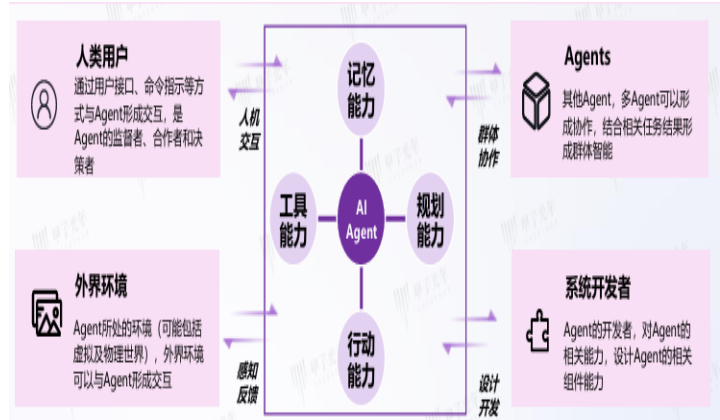 人类用户
通过用户接口、命令指示等方
式与Agent形成交互，是
Agent的监督者、合作者和决
策者
人机
交互
记忆
能力
群体
协作
Agents
其他Agent，多Agent可以形
成协作，结合相关任务结果形
成群体智能
工具
能力
AI
Agent
规划
能力
外界环境
Agent所处的环境（可能包括
虚拟及物理世界），外界环境
可以与Agent形成交互
感知
反馈
行动
能力
设计
开发
系统开发者
Agent的开发者，对Agent的
相关能力，设计Agent的相关
组件能力